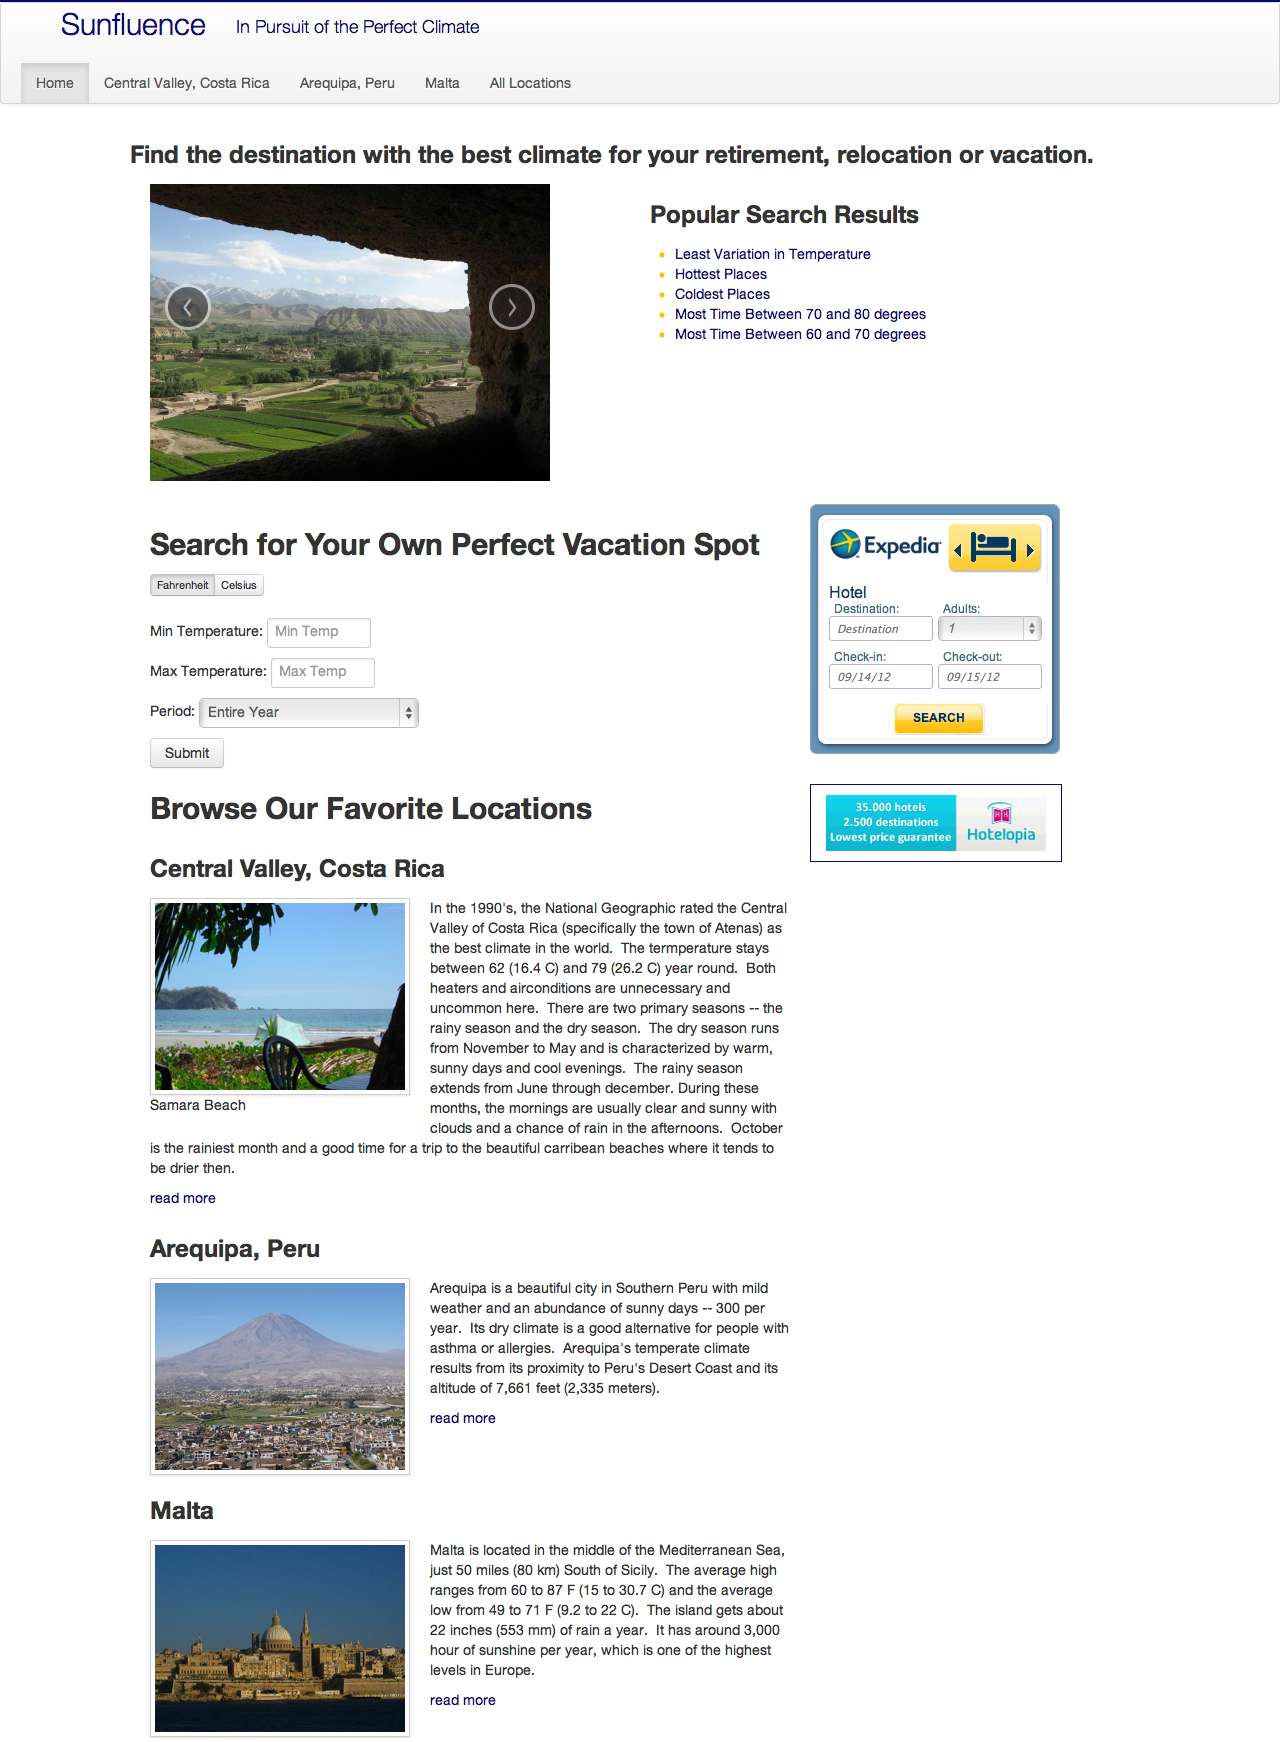 Sunfluence In Pursuit of the Perfect Climate
Home Central Valley, Costa Rica Arequipa, Peru Malta All Locations
Find the destination with the best climate for your retirement, relocation or vacation.
Popular Search Results
Least Variation in Temperature
Hottest Places
Coldest Places
Most Time Between 70 and 80 degrees
Most Time Between 60 and 70 degrees
Search for Your Own Perfect Vacation Spot
Fahrenheit Celsius
Min Temperature: Min Temp
Max Temperature: Max Temp
Period: Entire Year
Submit
Expedia
Hotel
Destination: Adults:
Destination 1
Check-in: Check-out:
09/14/12 09/15/12
SEARCH
35.000 hotels
2.500 destinations
Lowest price guarantee
Hotelopia
Browse Our Favorite Locations
Central Valley, Costa Rica
In the 1990's, the National Geographic rated the Central
Valley of Costa Rica (specifically the town of Atenas) as
the best climate in the world.  The termperature stays
between 62 (16.4 C) and 79 (26.2 C) year round.  Both
heaters and airconditions are unnecessary and
uncommon here.  There are two primary seasons -- the
rainy season and the dry season.  The dry season runs
from November to May and is characterized by warm,
sunny days and cool evenings.  The rainy season
extends from June through december. During these
months, the mornings are usually clear and sunny with
clouds and a chance of rain in the afternoons.  October
is the rainiest month and a good time for a trip to the beautiful carribean beaches where it tends to
be drier then.
Samara Beach
read more
Arequipa, Peru
Arequipa is a beautiful city in Southern Peru with mild
weather and an abundance of sunny days -- 300 per
year.  Its dry climate is a good alternative for people with
asthma or allergies.  Arequipa's temperate climate
results from its proximity to Peru's Desert Coast and its
altitude of 7,661 feet (2,335 meters).
read more
Malta
Malta is located in the middle of the Mediterranean Sea,
just 50 miles (80 km) South of Sicily.  The average high
ranges from 60 to 87 F (15 to 30.7 C) and the average
low from 49 to 71 F (9.2 to 22 C).  The island gets about
22 inches (553 mm) of rain a year.  It has around 3,000
hour of sunshine per year, which is one of the highest
levels in Europe.
read more